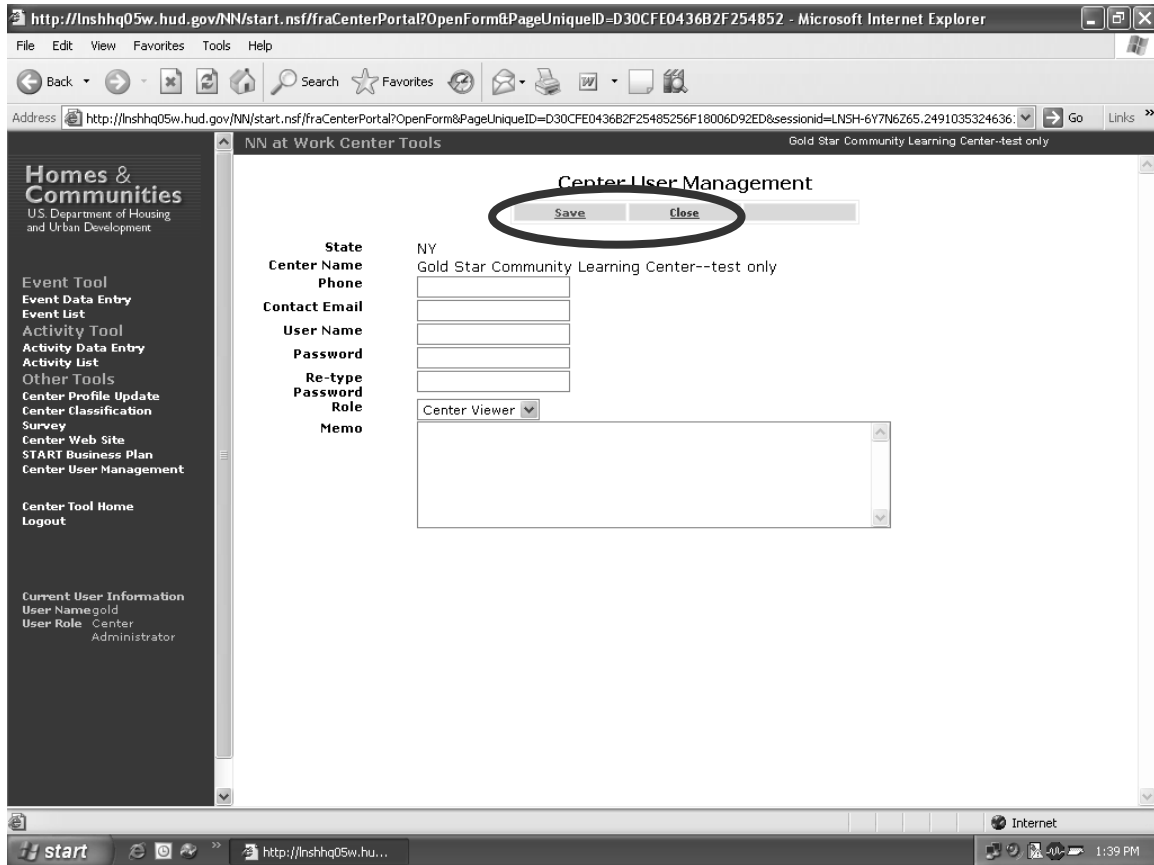 http://lnshhq05w.hud.gov/NN/start.nsf/fraCenterPortal?OpenForm&PageUniqueID=D30CFE0436B2F254852 - Microsoft Internet Explorer
File Edit View Favorites Tools Help
Back Search Favorites
Address http://lnshhq05w.hud.gov/NN/start.nsf/fraCenterPortal?OpenForm&PageUniqueID=D30CFE0436B2F25485256F18006D92ED&sessionid=LNSH-6Y7N6Z65.2491035324636: Go Links »
NN at Work Center Tools Gold Star Community Learning Center--test only
Homes &
Communities
U.S. Department of Housing
and Urban Development
Event Tool
Event Data Entry
Event List
Activity Tool
Activity Data Entry
Activity List
Other Tools
Center Profile Update
Center Classification
Survey
Center Web Site
START Business Plan
Center User Management
Center Tool Home
Logout
Current User Information
User Name gold
User Role Center
Administrator
Center User Management
Save Close
State NY
Center Name Gold Star Community Learning Center--test only
Phone
Contact Email
User Name
Password
Re-type
Password
Role Center Viewer
Memo
Internet
start » http://lnshhq05w.hu... 1:39 PM